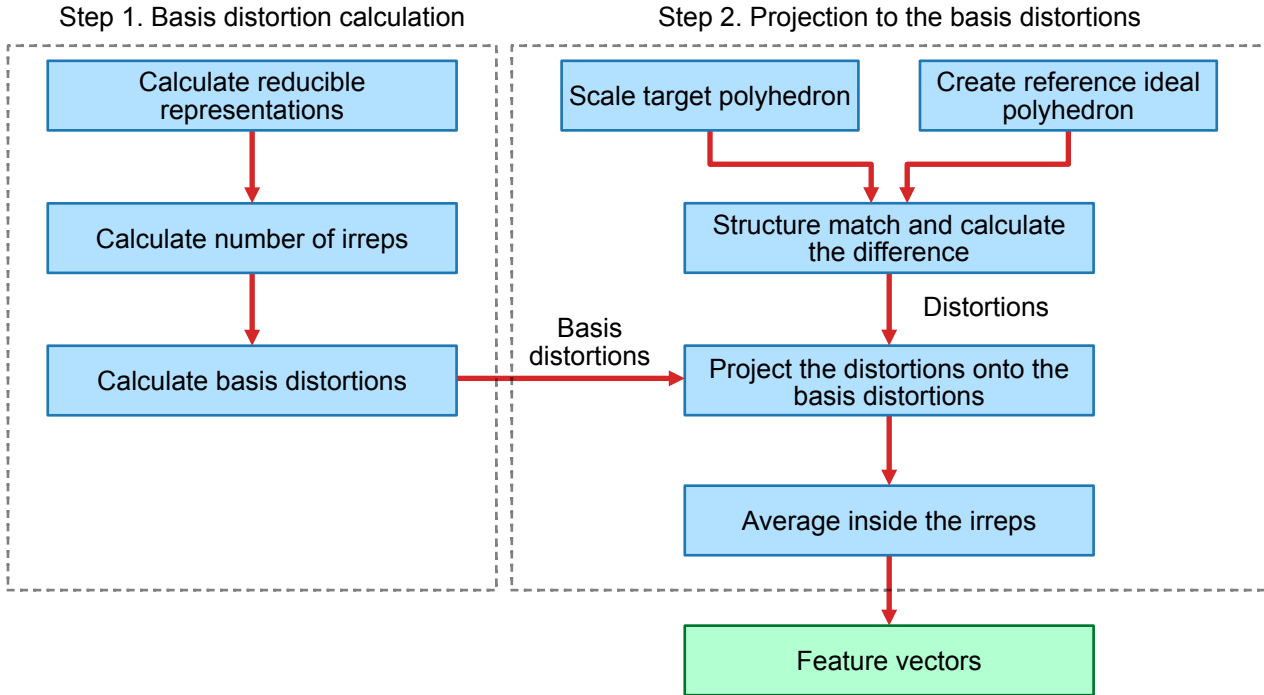 Step 1. Basis distortion calculation
Calculate reducible
representations
Calculate number of irreps
Calculate basis distortions
Basis
distortions
Step 2. Projection to the basis distortions
Scale target polyhedron
Create reference ideal
polyhedron
Structure match and calculate
the difference
Distortions
Project the distortions onto the
basis distortions
Average inside the irreps
Feature vectors